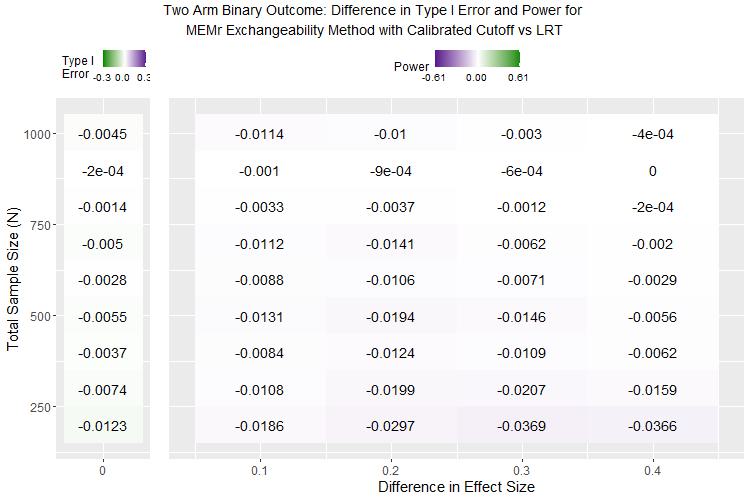 Two Arm Binary Outcome: Difference in Type I Error and Power for
MEMr Exchangeability Method with Calibrated Cutoff vs LRT
Type I
Error
-0.3 0.0 0.3
Power
-0.61 0.00 0.61
Total Sample Size (N)
1000 -0.0045 -0.0114 -0.01 -0.003 -4e-04
-2e-04 -0.001 -9e-04 -6e-04 0
-0.0014 -0.0033 -0.0037 -0.0012 -2e-04
750
-0.005 -0.0112 -0.0141 -0.0062 -0.002
-0.0028 -0.0088 -0.0106 -0.0071 -0.0029
500 -0.0055 -0.0131 -0.0194 -0.0146 -0.0056
-0.0037 -0.0084 -0.0124 -0.0109 -0.0062
-0.0074 -0.0108 -0.0199 -0.0207 -0.0159
250
-0.0123 -0.0186 -0.0297 -0.0369 -0.0366
0 0.1 0.2 0.3 0.4
Difference in Effect Size